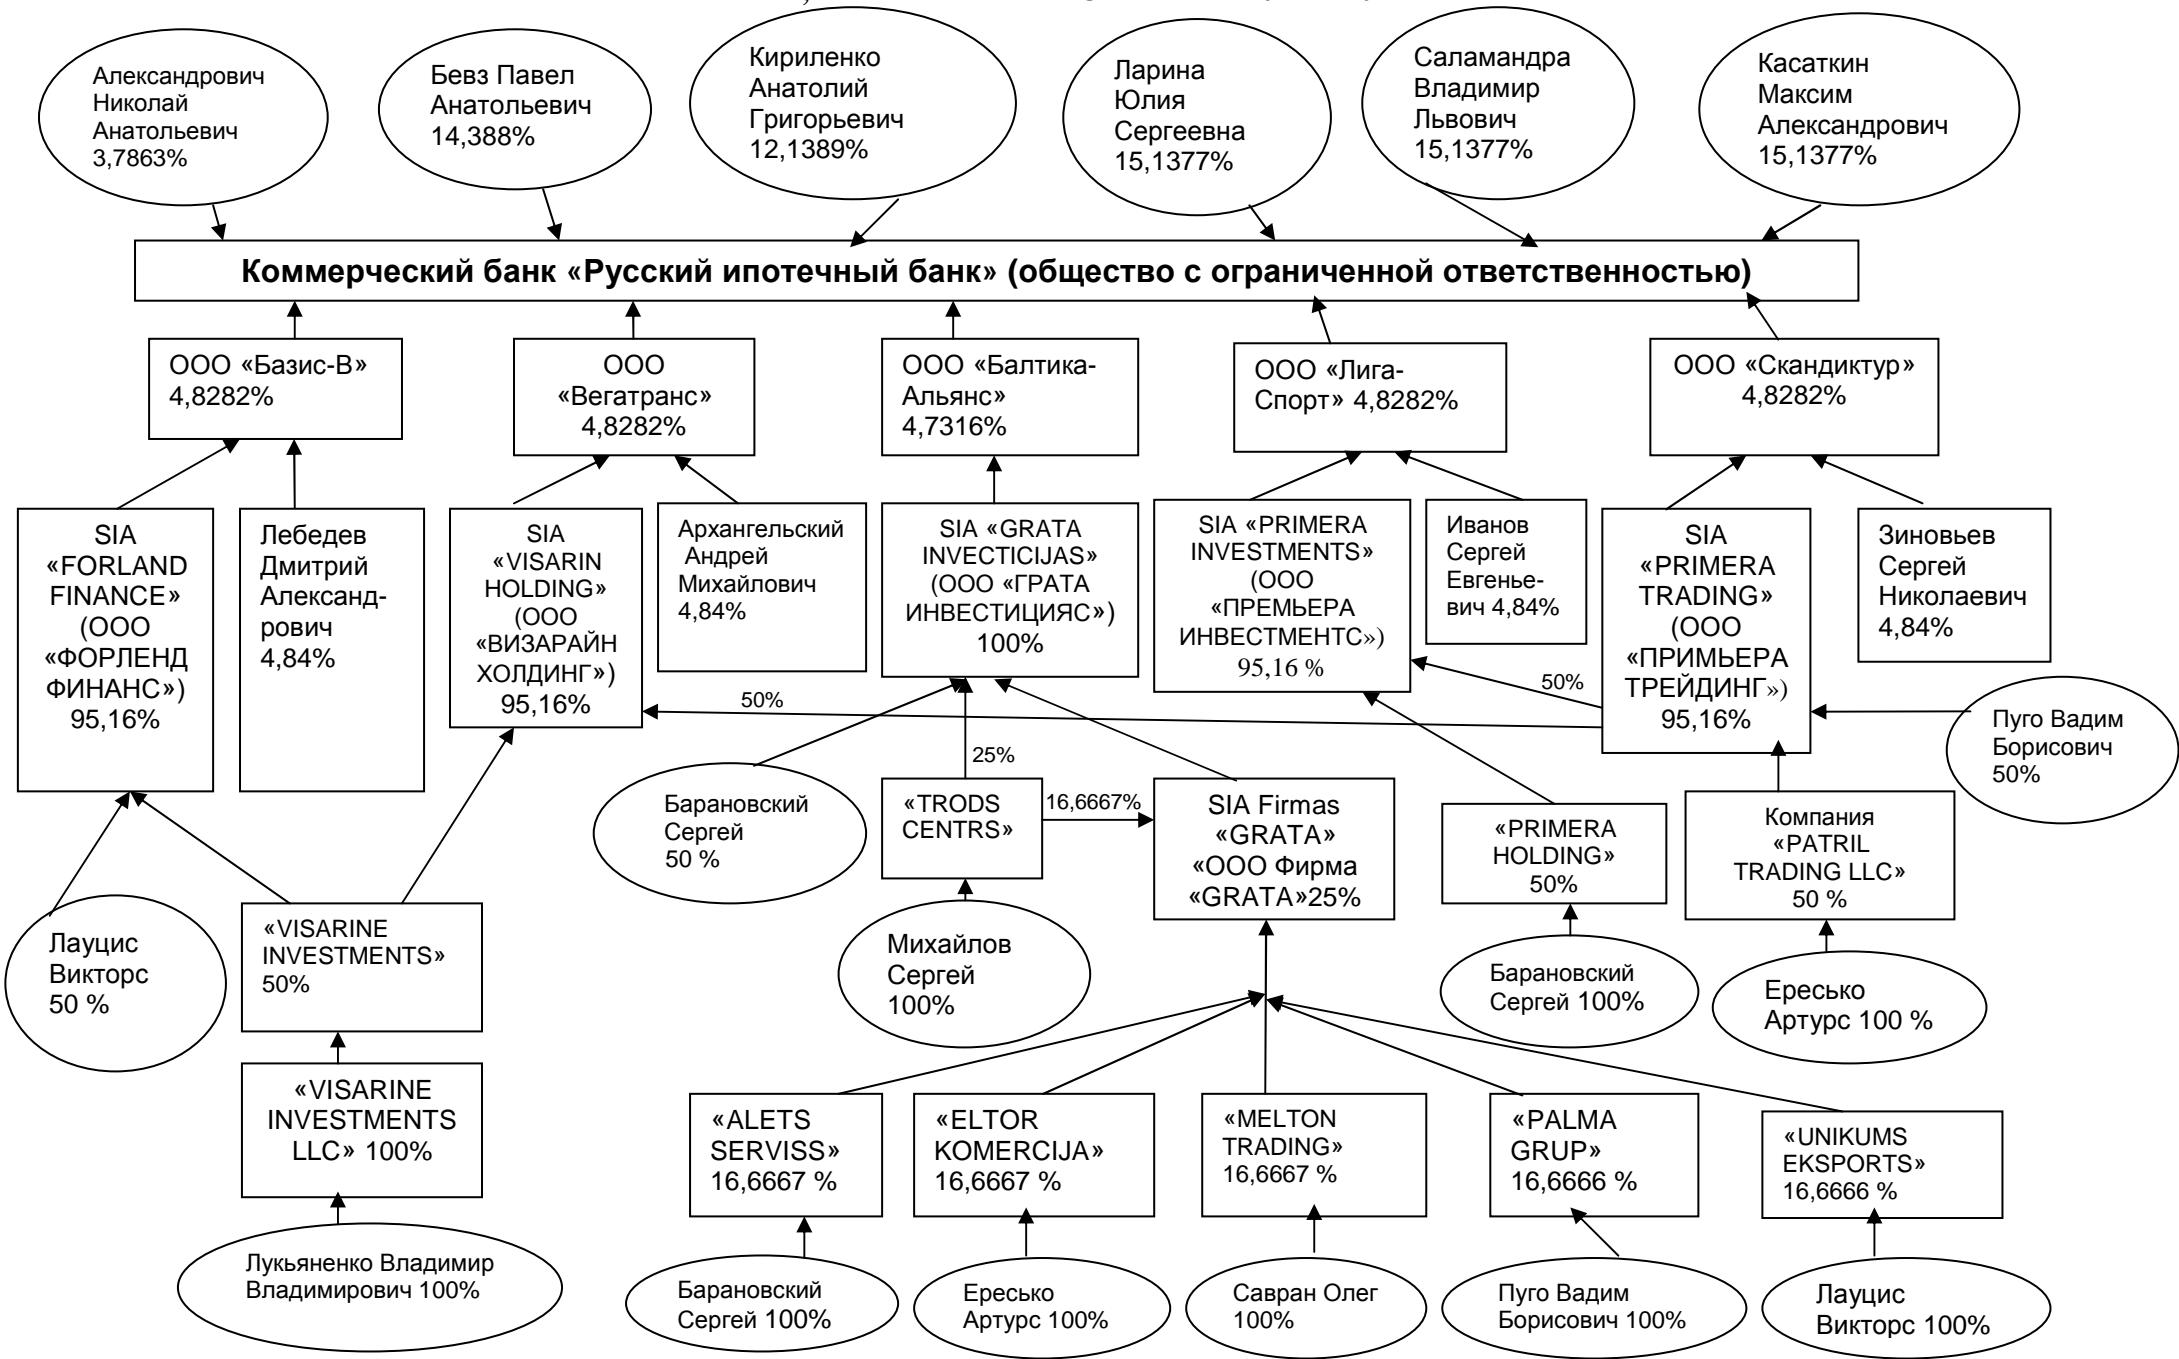 Александрович
Николай
Анатольевич
3,7863%
Бевз Павел
Анатольевич
14,388%
Кириленко
Анатолий
Григорьевич
12,1389%
Ларина
Юлия
Сергеевна
15,1377%
Саламандра
Владимир
Львович
15,1377%
Касаткин
Максим
Александрович
15,1377%
Коммерческий банк «Русский ипотечный банк» (общество с ограниченной ответственностью)
ООО «Базис-В»
4,8282%
ООО
«Вегатранс»
4,8282%
ООО «Балтика-
Альянс»
4,7316%
ООО «Лига-
Спорт» 4,8282%
ООО «Скандиктур»
4,8282%
SIA
«FORLAND
FINANCE»
(ООО
«ФОРЛЕНД
ФИНАНС»)
95,16%
Лебедев
Дмитрий
Александ-
рович
4,84%
SIA
«VISARIN
HOLDING»
(ООО
«ВИЗАРАЙН
ХОЛДИНГ»)
95,16%
Архангельский
Андрей
Михайлович
4,84%
SIA «GRATA
INVECTICIJAS»
(ООО «ГРАТА
ИНВЕСТИЦИЯС»)
100%
SIA «PRIMERA
INVESTMENTS»
(ООО
«ПРЕМЬЕРА
ИНВЕСТМЕНТС»)
95,16 %
Иванов
Сергей
Евгенье-
вич 4,84%
SIA
«PRIMERA
TRADING»
(ООО
«ПРИМЬЕРА
ТРЕЙДИНГ»)
95,16%
Зиновьев
Сергей
Николаевич
4,84%
50%
50%
Пуго Вадим
Борисович
50%
25%
Барановский
Сергей
50 %
«TRODS
CENTRS»
16,6667%
SIA Firmas
«GRATA»
«ООО Фирма
«GRATA»25%
«PRIMERA
HOLDING»
50%
Компания
«PATRIL
TRADING LLC»
50 %
Лауцис
Викторс
50 %
«VISARINE
INVESTMENTS»
50%
Михайлов
Сергей
100%
Барановский
Сергей 100%
Ересько
Артурс 100 %
«VISARINE
INVESTMENTS
LLC» 100%
«ALETS
SERVISS»
16,6667 %
«ELTOR
KOMERCIJA»
16,6667 %
«MELTON
TRADING»
16,6667 %
«PALMA
GRUP»
16,6666 %
«UNIKUMS
EKSPORTS»
16,6666 %
Лукьяненко Владимир
Владимирович 100%
Барановский
Сергей 100%
Ересько
Артурс 100%
Савран Олег
100%
Пуго Вадим
Борисович 100%
Лауцис
Викторс 100%